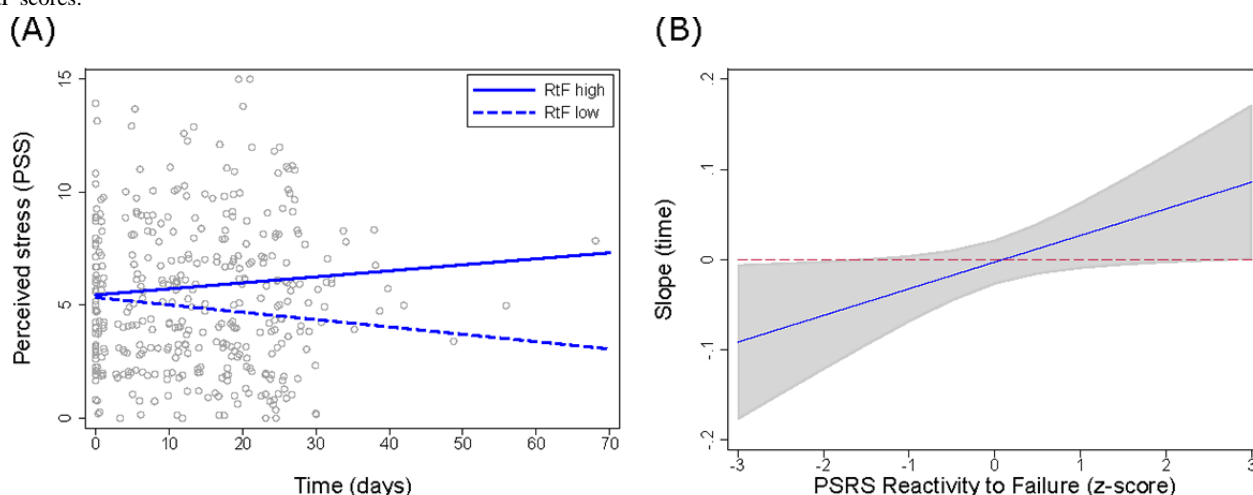 (A)
(B)
15
10
5
0
Perceived stress (PSS)
RtF high
RtF low
0 10 20 30 40 50 60 70
Time (days)
.2
.1
0
-.1
-.2
Slope (time)
-3 -2 -1 0 1 2 3
PSRS Reactivity to Failure (z-score)